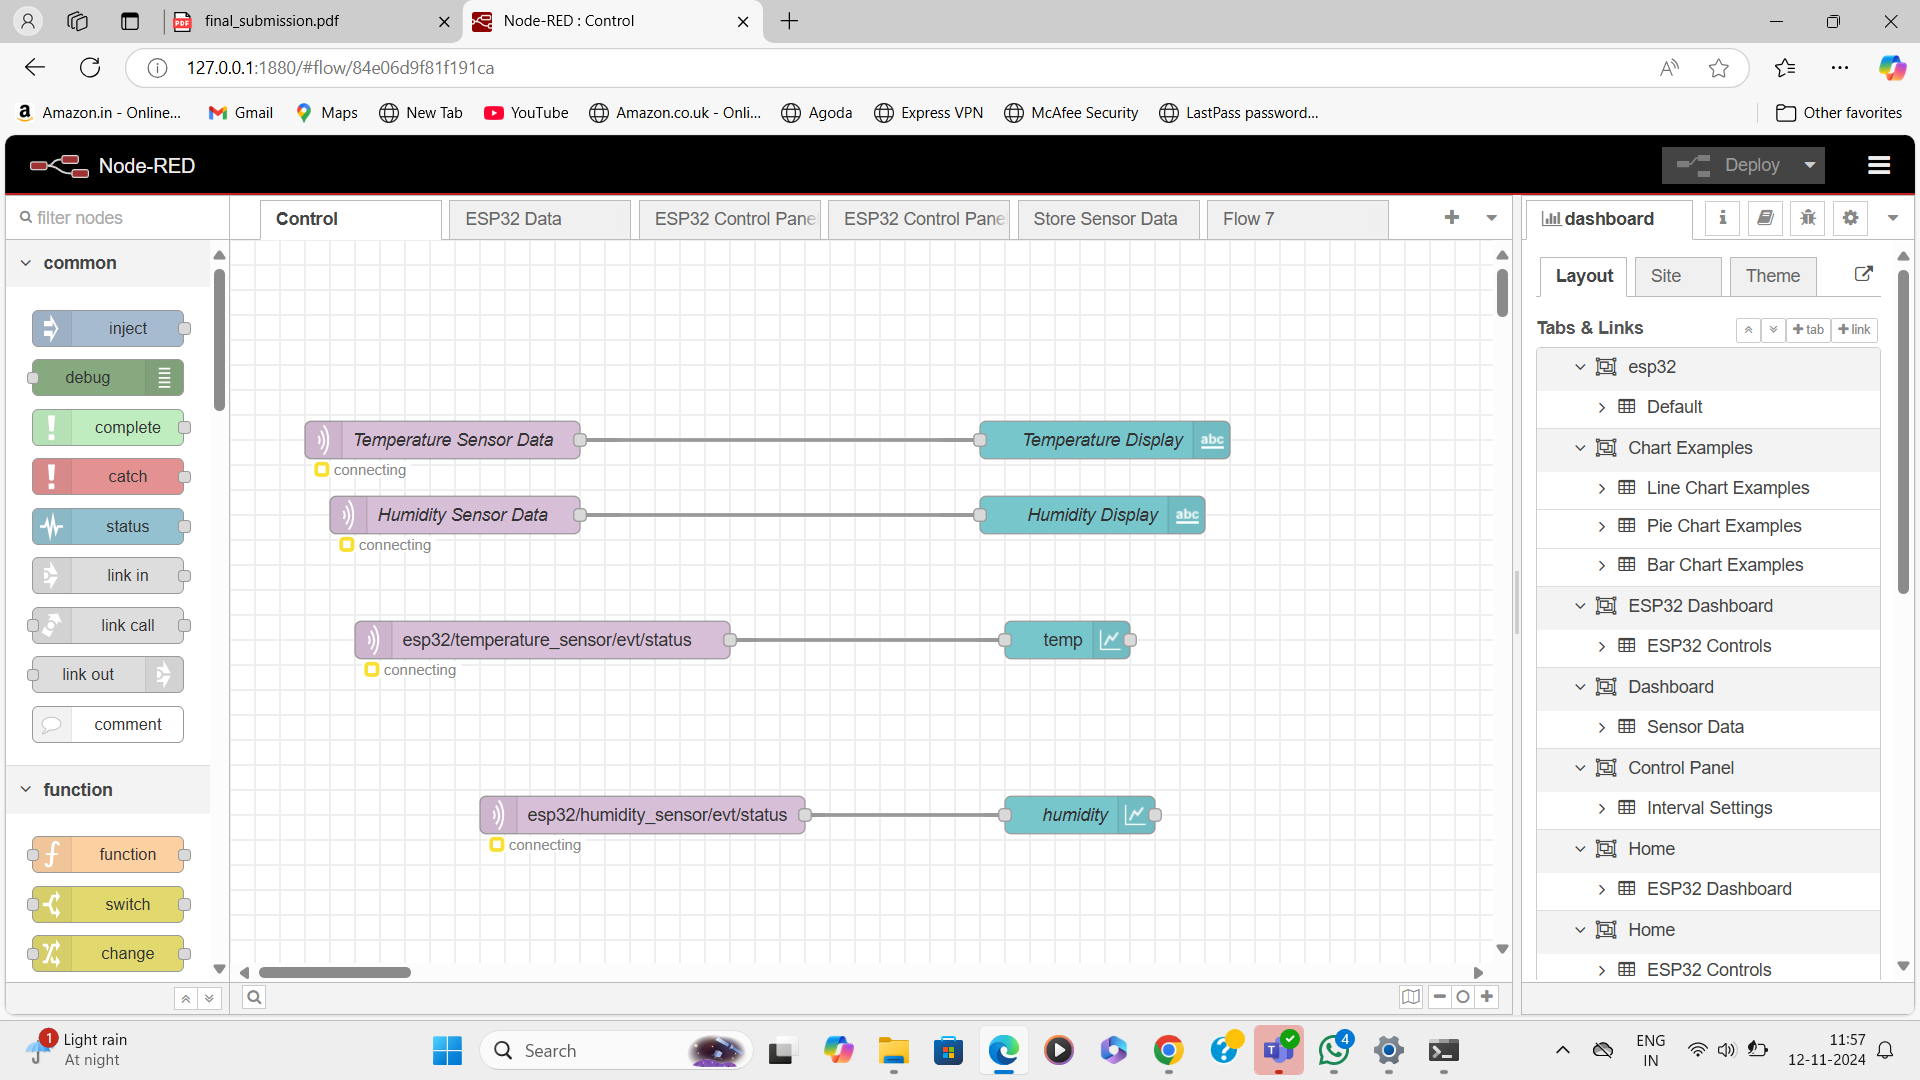 final_submission.pdf
Node-RED : Control
127.0.0.1:1880/#flow/84e06d9f81f191ca
Amazon.in - Online...
Gmail
Maps
New Tab
YouTube
Amazon.co.uk - Onli...
Agoda
Express VPN
McAfee Security
LastPass password...
Other favorites
Node-RED
Deploy
filter nodes
Control
ESP32 Data
ESP32 Control Pane
ESP32 Control Pane
Store Sensor Data
Flow 7
dashboard
common
inject
debug
complete
catch
status
link in
link call
link out
comment
function
function
switch
change
Temperature Sensor Data
connecting
Temperature Display
abc
Humidity Sensor Data
connecting
Humidity Display
abc
esp32/temperature_sensor/evt/status
connecting
temp
esp32/humidity_sensor/evt/status
connecting
humidity
Layout
Site
Theme
Tabs & Links
tab
link
esp32
Default
Chart Examples
Line Chart Examples
Pie Chart Examples
Bar Chart Examples
ESP32 Dashboard
ESP32 Controls
Dashboard
Sensor Data
Control Panel
Interval Settings
Home
ESP32 Dashboard
Home
ESP32 Controls
1
Light rain
At night
Search
4
ENG
IN
11:57
12-11-2024